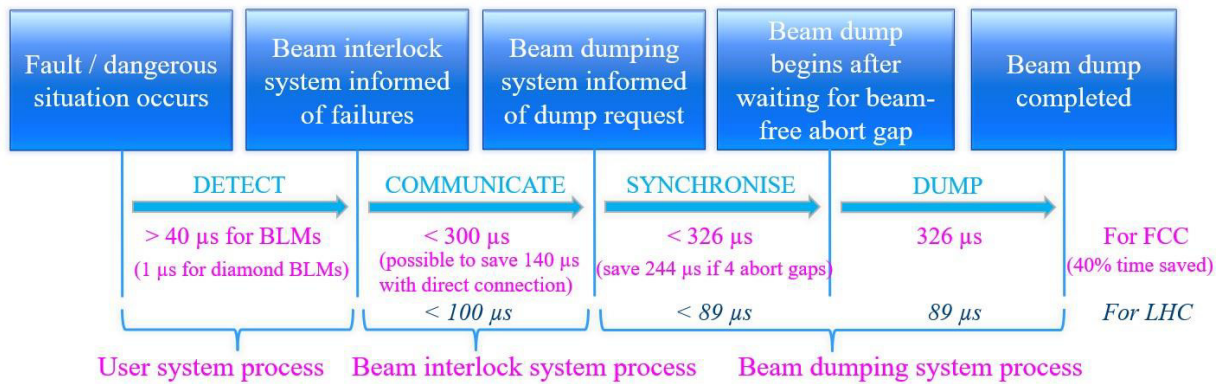 Fault / dangerous
situation occurs
Beam interlock
system informed
of failures
Beam dumping
system informed
of dump request
Beam dump
begins after
waiting for beam-
free abort gap
Beam dump
completed
DETECT
COMMUNICATE
SYNCHRONISE
DUMP
> 40 µs for BLMs
(1 µs for diamond BLMs)
< 300 µs
(possible to save 140 µs
with direct connection)
< 326 µs
(save 244 µs if 4 abort gaps)
326 µs
For FCC
(40% time saved)
< 100 µs
< 89 µs
89 µs
For LHC
User system process
Beam interlock system process
Beam dumping system process